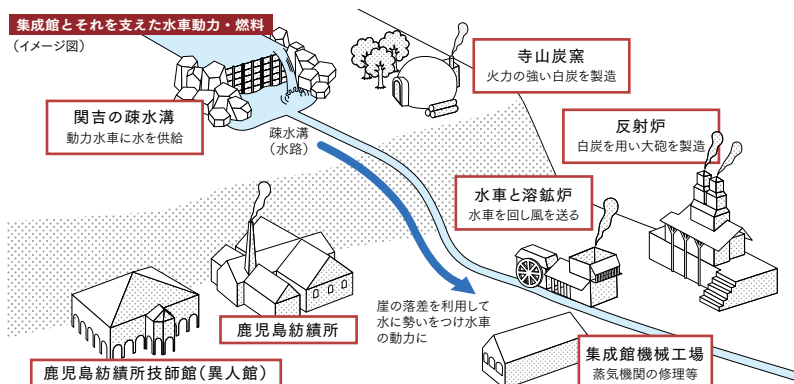 集成館とそれを支えた水車動力・燃料
（イメージ図）
寺山炭窯
火力の強い白炭を製造
関吉の疎水溝
動力水車に水を供給
疎水溝
（水路）
反射炉
白炭を用い大砲を製造
水車と溶鉱炉
水車を回し風を送る
崖の落差を利用して
水に勢いをつけ水車
の動力に
鹿児島紡績所
鹿児島紡績所技師館（異人館）
集成館機械工場
蒸気機関の修理等